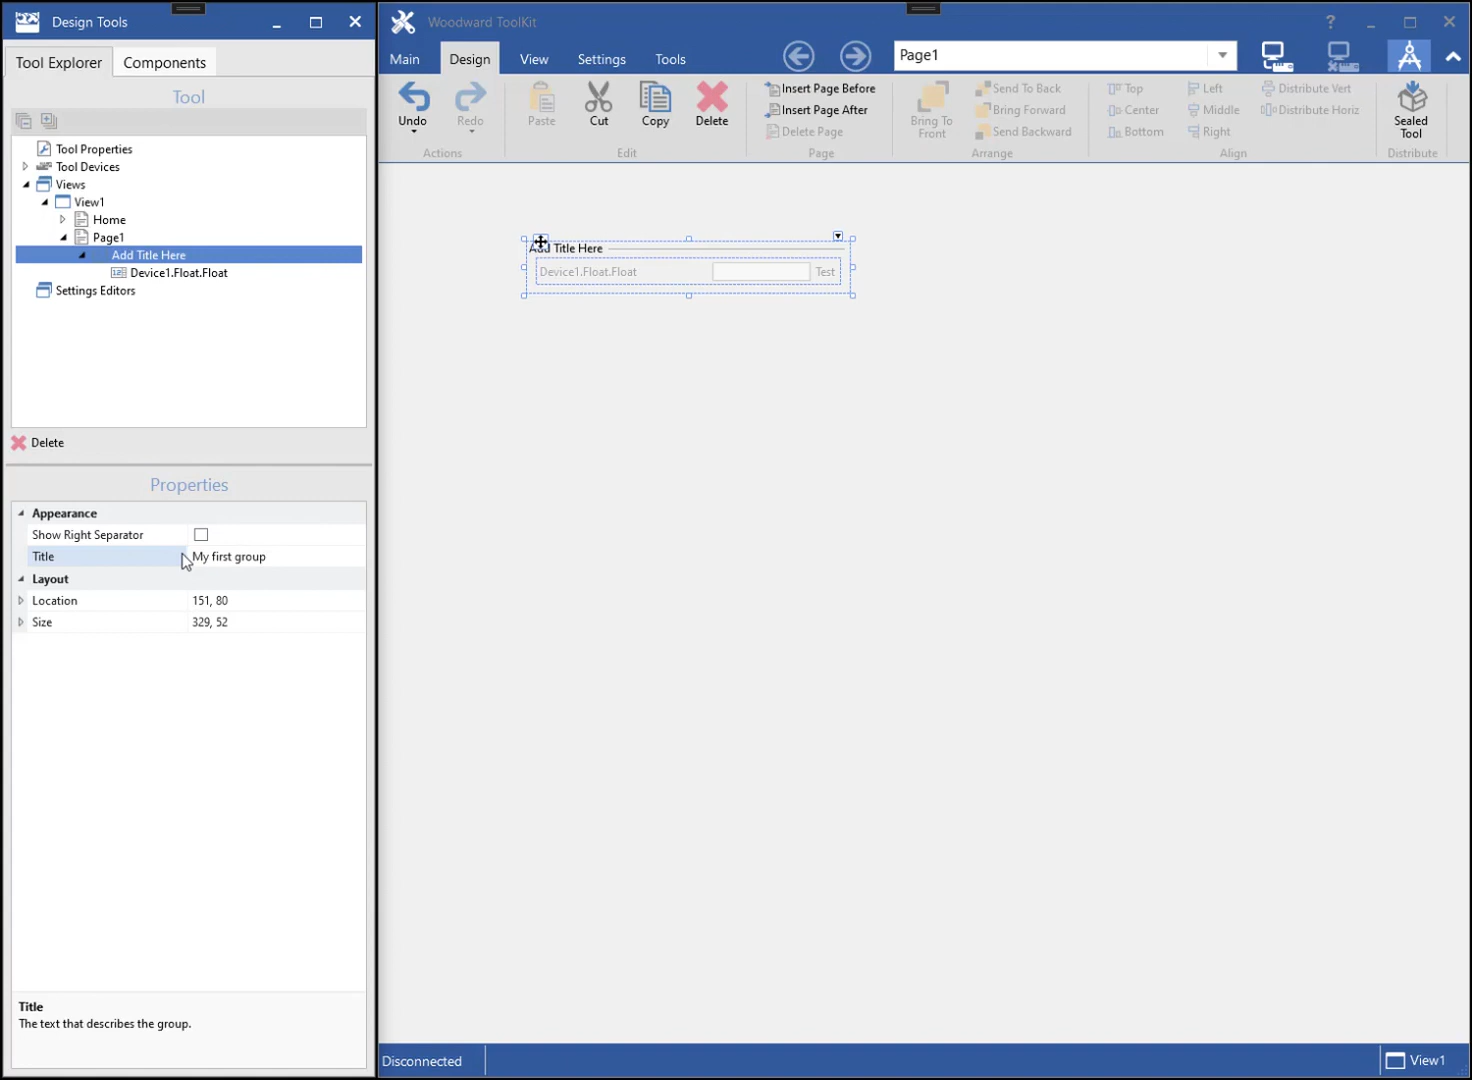 Design Tools
Woodward ToolKit
?
Tool Explorer
Components
Main
Design
View
Settings
Tools
Page1
Tool
Undo
Redo
Actions
Paste
Cut
Copy
Delete
Edit
Insert Page Before
Insert Page After
Delete Page
Page
Bring To
Front
Send To Back
Bring Forward
Send Backward
Arrange
Top
Center
Bottom
Left
Middle
Right
Distribute Vert
Distribute Horiz
Align
Sealed
Tool
Distribute
Tool Properties
Tool Devices
Views
View1
Home
Page1
Add Title Here
Device1.Float.Float
Settings Editors
Add Title Here
Device1.Float.Float
Test
Delete
Properties
Appearance
Show Right Separator
Title
My first group
Layout
Location
151, 80
Size
329, 52
Title
The text that describes the group.
Disconnected
View1